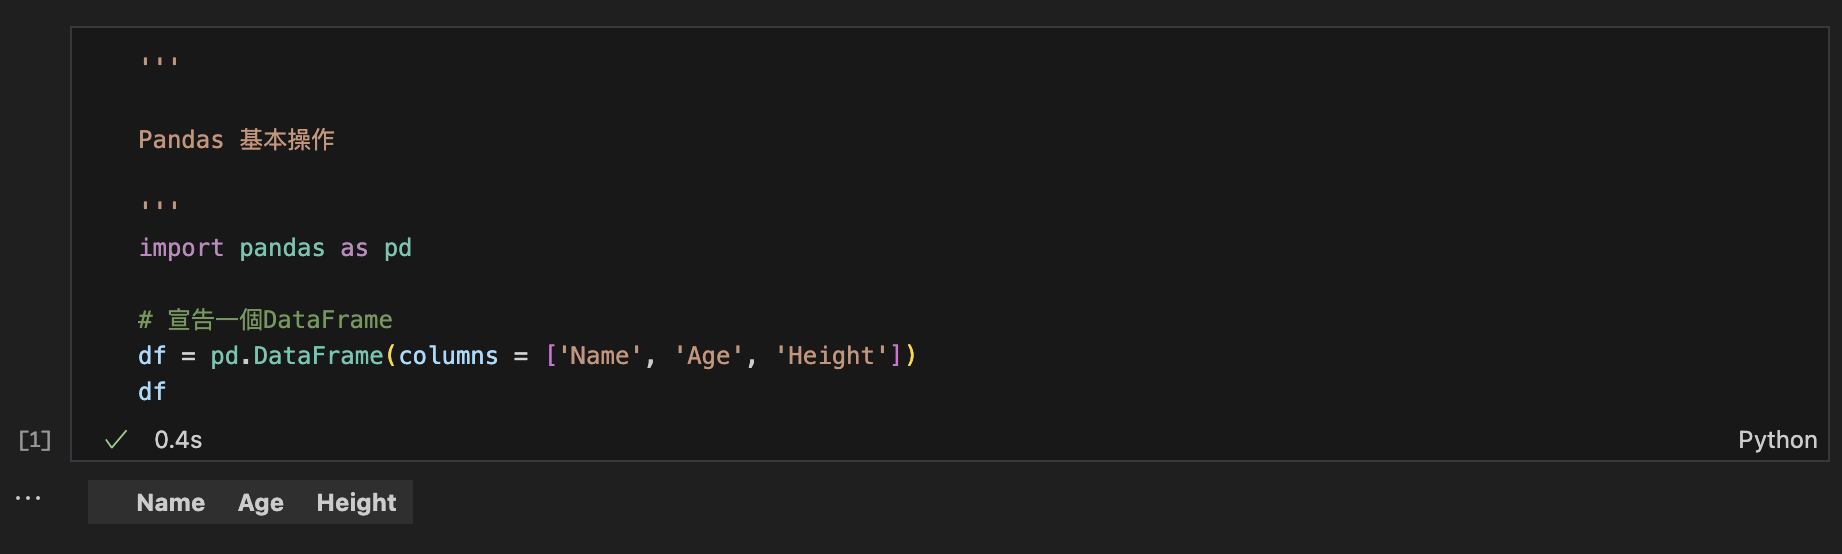 '''
Pandas 基本操作
'''
import pandas as pd
# 宣告一個DataFrame
df = pd.DataFrame(columns = ['Name', 'Age', 'Height'])
df
[1] ✓ 0.4s Python
... Name Age Height